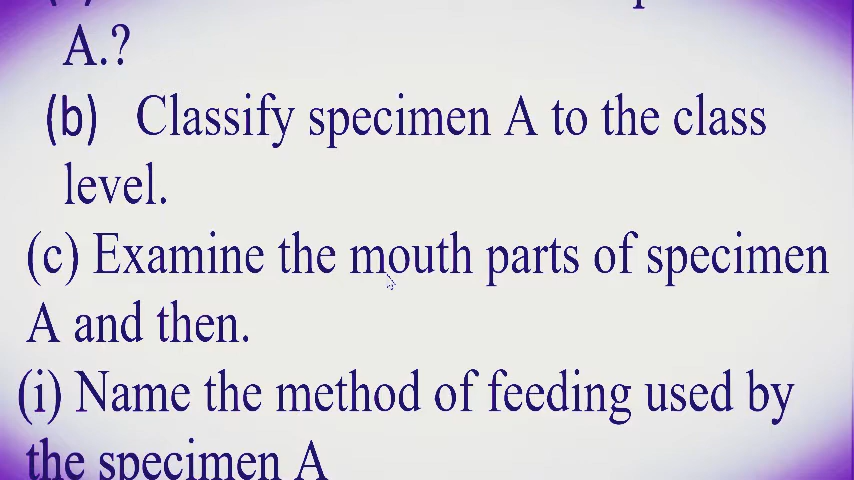 A.?
(b) Classify specimen A to the class
level.
(c) Examine the mouth parts of specimen
A and then.
(i) Name the method of feeding used by
the specimen A